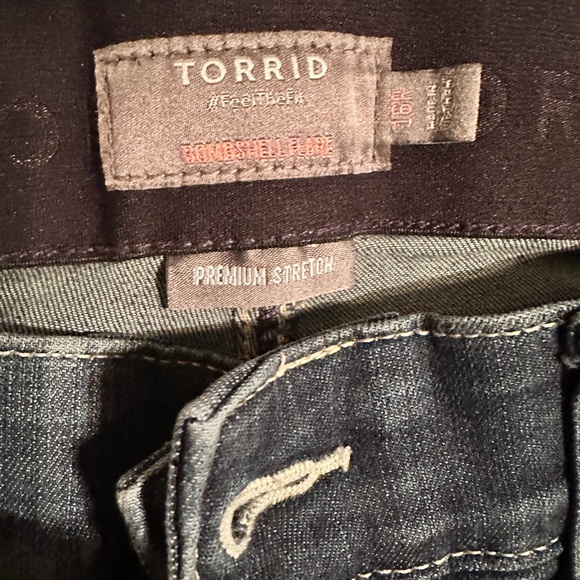 TORRID
#FeelTheFit
BOMBSHELL FLARE
16R
PREMIUM STRETCH